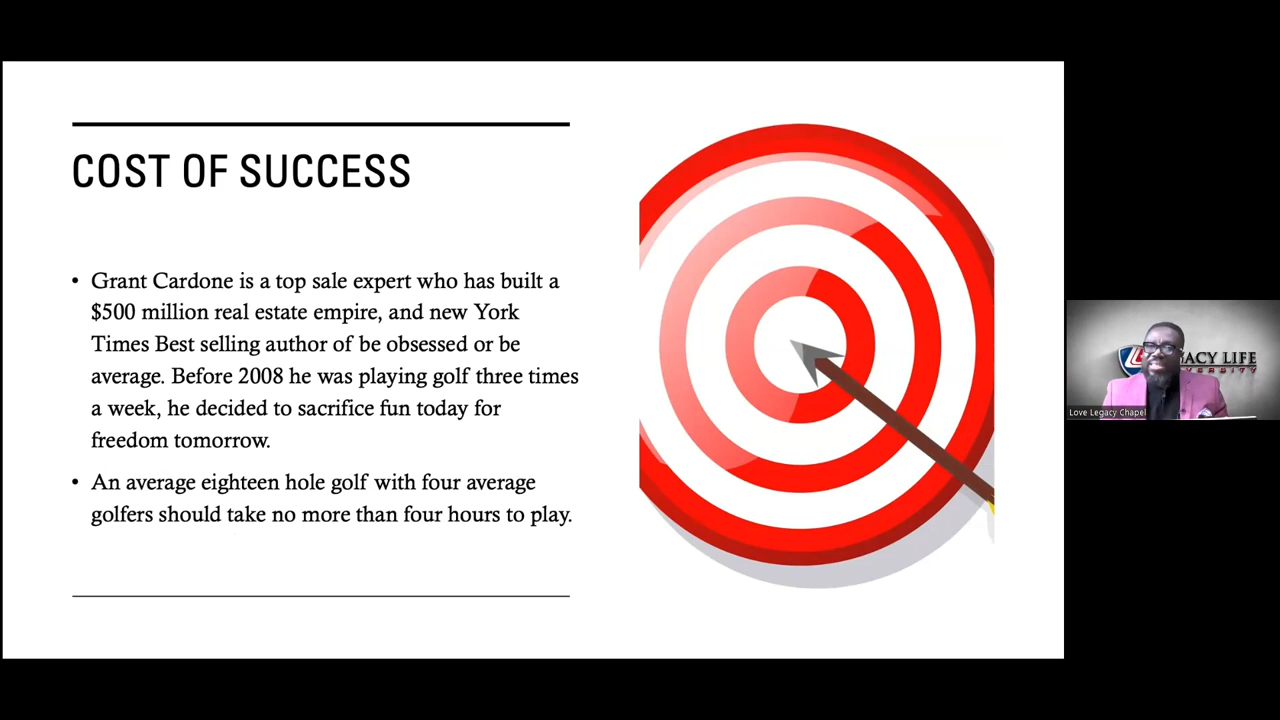 COST OF SUCCESS
• Grant Cardone is a top sale expert who has built a
$500 million real estate empire, and new York
Times Best selling author of be obsessed or be
average. Before 2008 he was playing golf three times
a week, he decided to sacrifice fun today for
freedom tomorrow.
• An average eighteen hole golf with four average
golfers should take no more than four hours to play.
ACY LIFE
ERSITY
Love Legacy Chapel